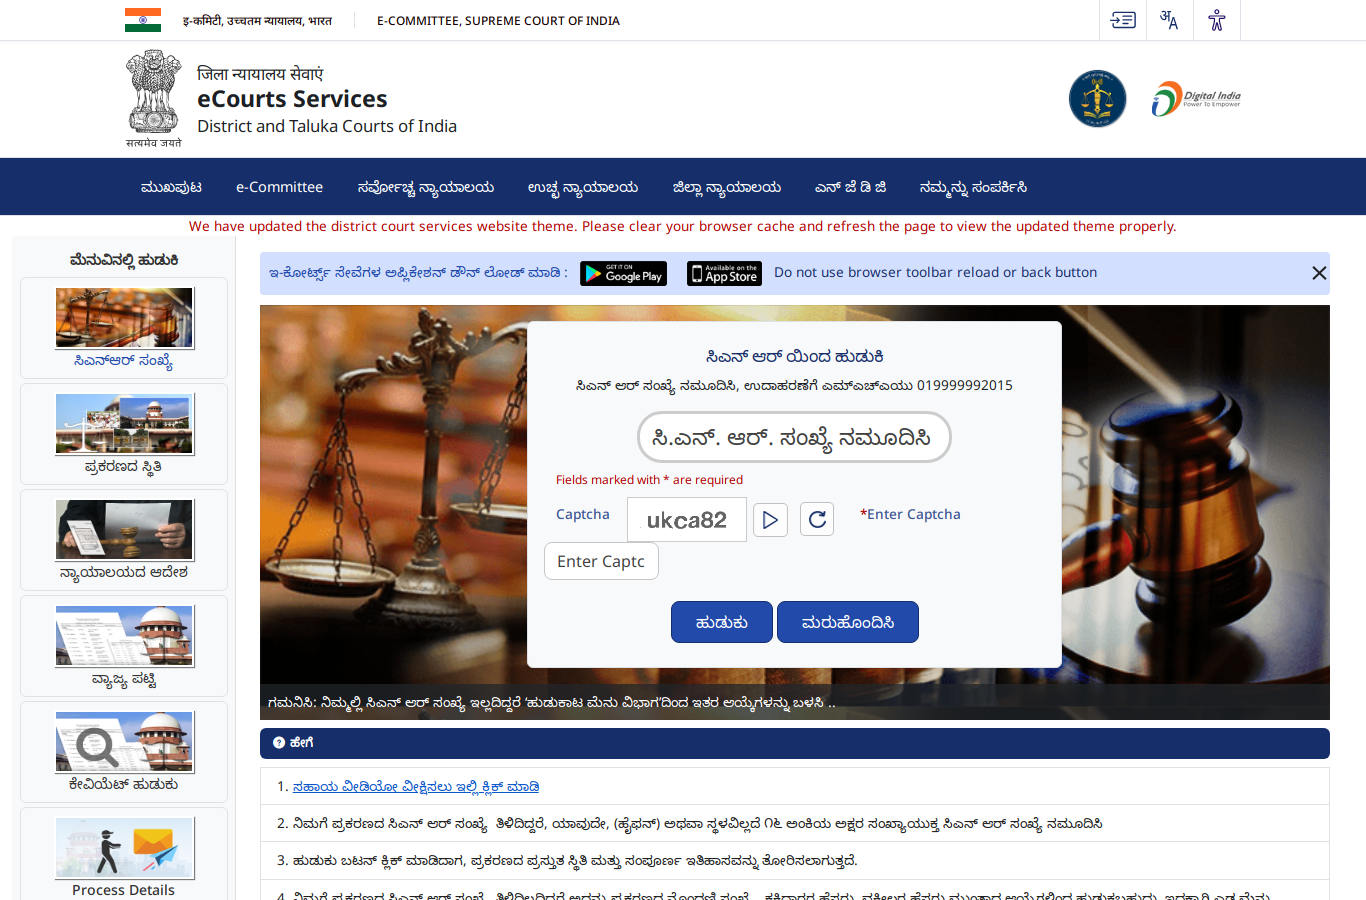 इ-कमिटी, उच्चतम न्यायालय, भारत
E-COMMITTEE, SUPREME COURT OF INDIA
अA
जिला न्यायालय सेवाएं
eCourts Services
District and Taluka Courts of India
सत्यमेव जयते
Digital India
Power To Empower
ಮುಖಪುಟ e-Committee ಸರ್ವೋಚ್ಚ ನ್ಯಾಯಾಲಯ ಉಚ್ಛ ನ್ಯಾಯಾಲಯ ಜಿಲ್ಲಾ ನ್ಯಾಯಾಲಯ ಎನ್ ಜೆ ಡಿ ಜಿ ನಮ್ಮನ್ನು ಸಂಪರ್ಕಿಸಿ
We have updated the district court services website theme. Please clear your browser cache and refresh the page to view the updated theme properly.
ಮೆನುವಿನಲ್ಲಿ ಹುಡುಕಿ
ಸಿಎನ್ಆರ್ ಸಂಖ್ಯೆ
ಪ್ರಕರಣದ ಸ್ಥಿತಿ
ನ್ಯಾಯಾಲಯದ ಆದೇಶ
ವ್ಯಾಜ್ಯ ಪಟ್ಟಿ
ಕೇವಿಯೆಟ್ ಹುಡುಕು
Process Details
ಇ-ಕೋರ್ಟ್ಸ್ ಸೇವೆಗಳ ಅಪ್ಲಿಕೇಶನ್ ಡೌನ್ ಲೋಡ್ ಮಾಡಿ : GET IT ON Google Play Available on the App Store Do not use browser toolbar reload or back button
ಸಿಎನ್ ಆರ್ ಯಿಂದ ಹುಡುಕಿ
ಸಿಎನ್ ಆರ್ ಸಂಖ್ಯೆ ನಮೂದಿಸಿ, ಉದಾಹರಣೆಗೆ ಎಮ್ಎಚ್ಎಯು 019999992015
ಸಿ.ಎನ್. ಆರ್. ಸಂಖ್ಯೆ ನಮೂದಿಸಿ
Fields marked with * are required
Captcha ukca82 *Enter Captcha
Enter Captc
ಹುಡುಕು ಮರುಹೊಂದಿಸಿ
ಗಮನಿಸಿ: ನಿಮ್ಮಲ್ಲಿ ಸಿಎನ್ ಆರ್ ಸಂಖ್ಯೆ ಇಲ್ಲದಿದ್ದರೆ ‘ಹುಡುಕಾಟ ಮೆನು ವಿಭಾಗ’ದಿಂದ ಇತರ ಆಯ್ಕೆಗಳನ್ನು ಬಳಸಿ ..
ಹೇಗೆ
1. ಸಹಾಯ ವೀಡಿಯೋ ವೀಕ್ಷಿಸಲು ಇಲ್ಲಿ ಕ್ಲಿಕ್ ಮಾಡಿ
2. ನಿಮಗೆ ಪ್ರಕರಣದ ಸಿಎನ್ ಆರ್ ಸಂಖ್ಯೆ ತಿಳಿದಿದ್ದರೆ, ಯಾವುದೇ, (ಹೈಫನ್) ಅಥವಾ ಸ್ಥಳವಿಲ್ಲದೆ ೧೬ ಅಂಕಿಯ ಅಕ್ಷರ ಸಂಖ್ಯಾಯುಕ್ತ ಸಿಎನ್ ಆರ್ ಸಂಖ್ಯೆ ನಮೂದಿಸಿ
3. ಹುಡುಕು ಬಟನ್ ಕ್ಲಿಕ್ ಮಾಡಿದಾಗ, ಪ್ರಕರಣದ ಪ್ರಸ್ತುತ ಸ್ಥಿತಿ ಮತ್ತು ಸಂಪೂರ್ಣ ಇತಿಹಾಸವನ್ನು ತೋರಿಸಲಾಗುತ್ತದೆ.